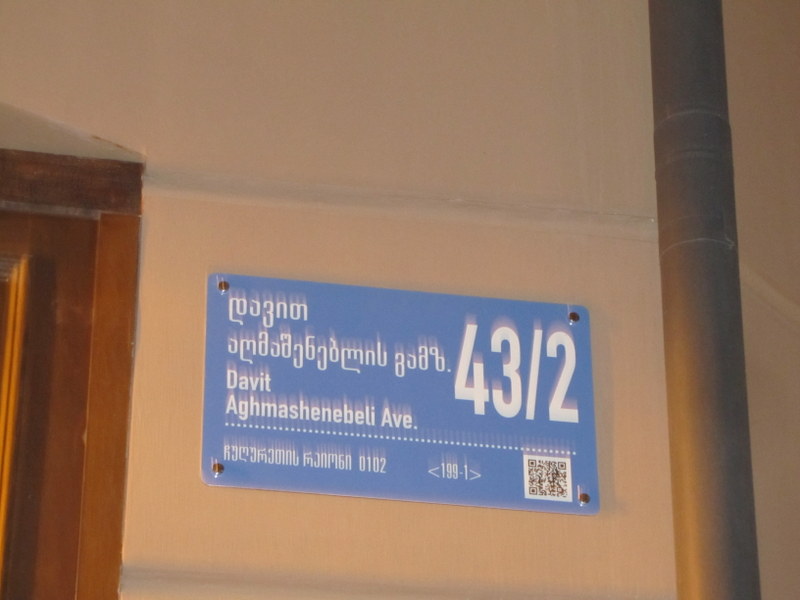 დავით
აღმაშენებლის გამზ.
43/2
Davit
Aghmashenebeli Ave.
ჩუღურეთის რაიონი 0102 <199-1>